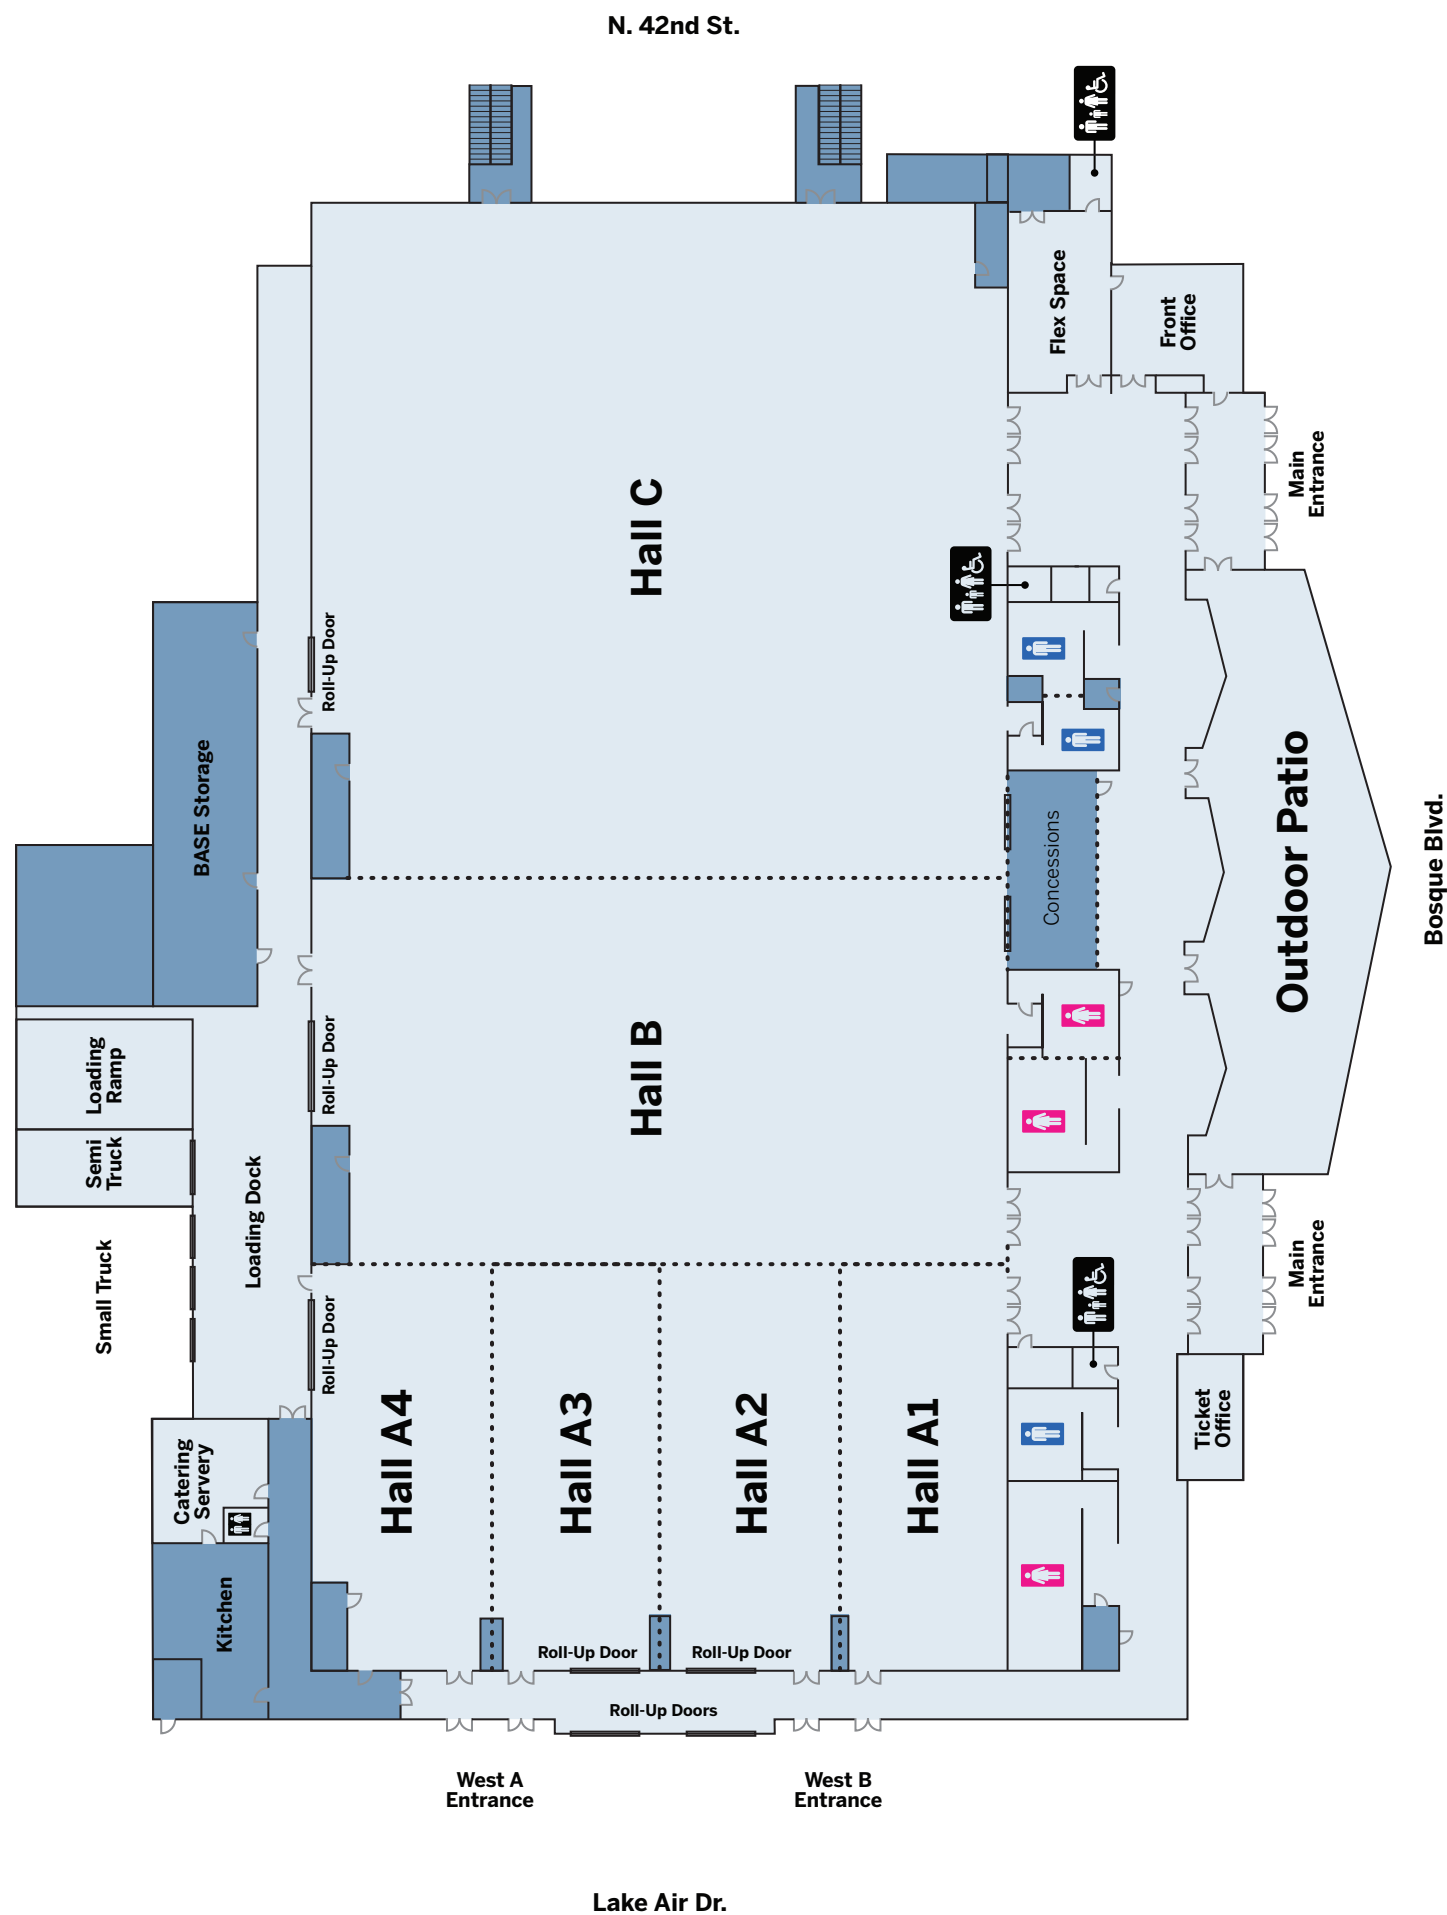 N. 42nd St.
Flex Space
Front
Office
Main
Entrance
Hall C
Roll-Up Door
BASE Storage
Concessions
Outdoor Patio
Bosque Blvd.
Hall B
Roll-Up Door
Loading
Ramp
Semi
Truck
Loading Dock
Small Truck
Main
Entrance
Roll-Up Door
Hall A4
Hall A3
Hall A2
Hall A1
Ticket
Office
Catering
Servery
Kitchen
Roll-Up Door
Roll-Up Door
Roll-Up Doors
West A
Entrance
West B
Entrance
Lake Air Dr.